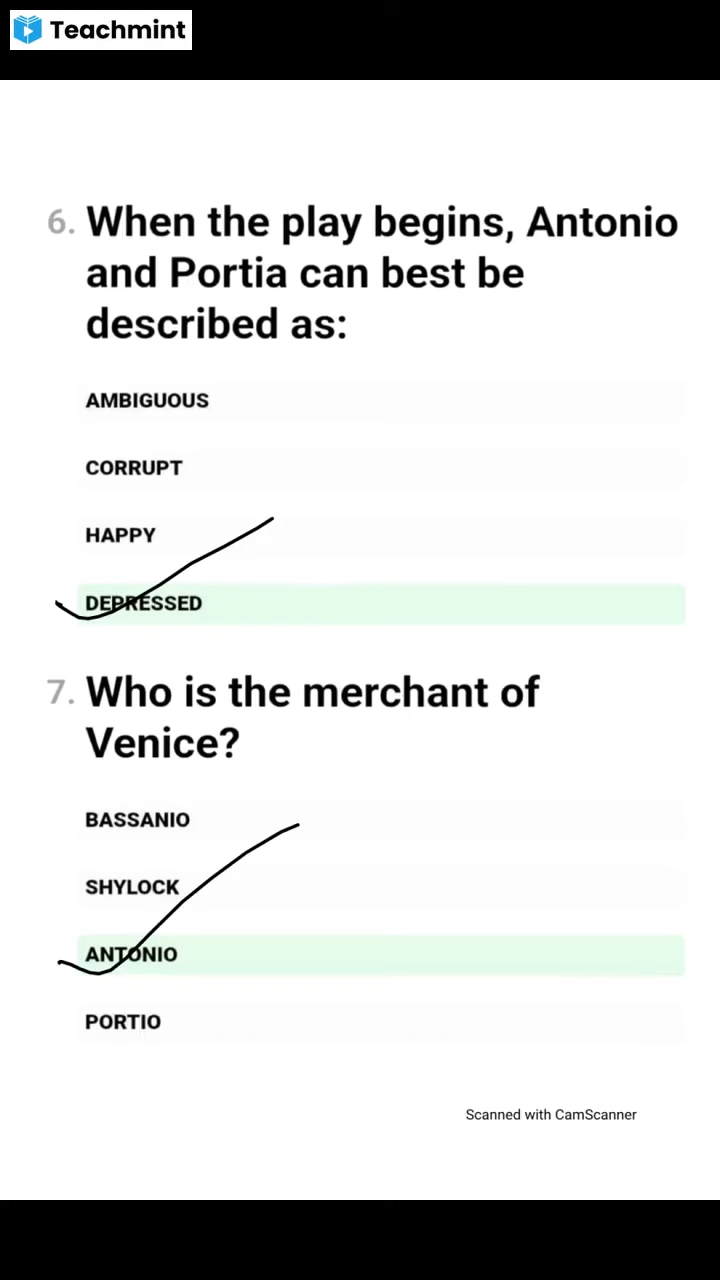 Teachmint
6. When the play begins, Antonio
and Portia can best be
described as:
AMBIGUOUS
CORRUPT
HAPPY
DEPRESSED
7. Who is the merchant of
Venice?
BASSANIO
SHYLOCK
ANTONIO
PORTIO
Scanned with CamScanner